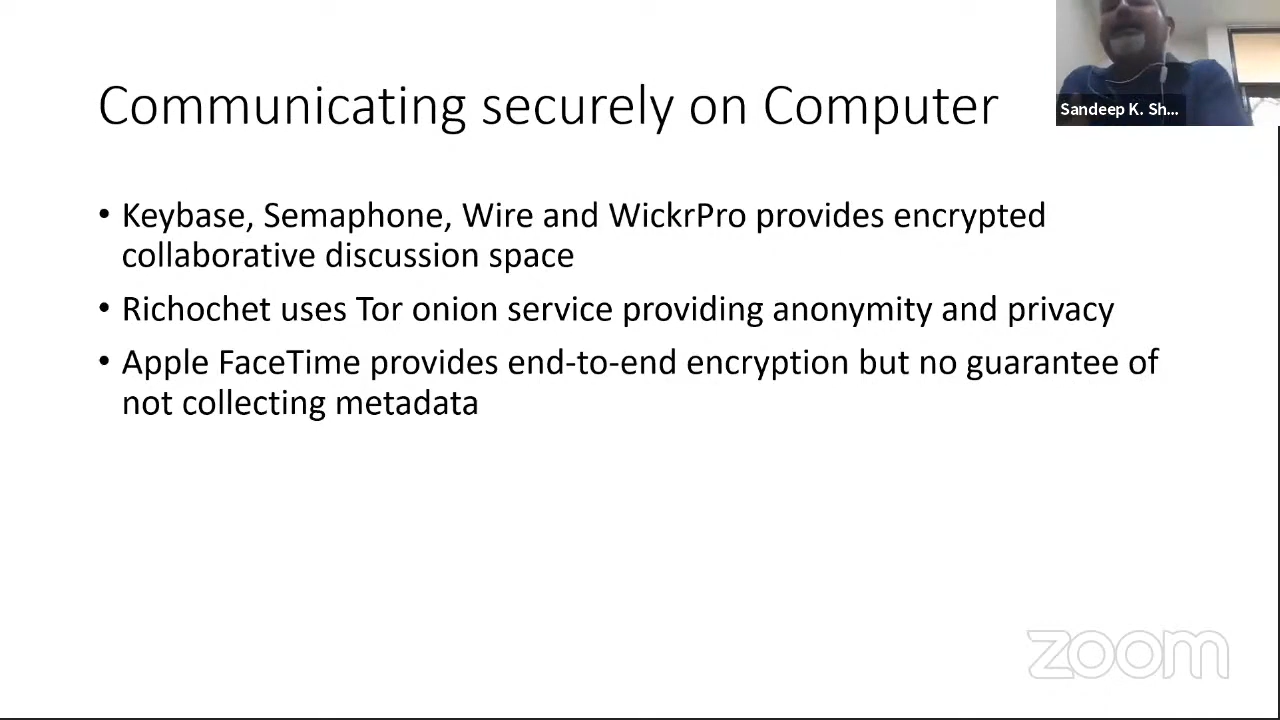 Communicating securely on Computer
Sandeep K. Sh...
• Keybase, Semaphone, Wire and WickrPro provides encrypted
collaborative discussion space
• Richochet uses Tor onion service providing anonymity and privacy
• Apple FaceTime provides end-to-end encryption but no guarantee of
not collecting metadata
zoom